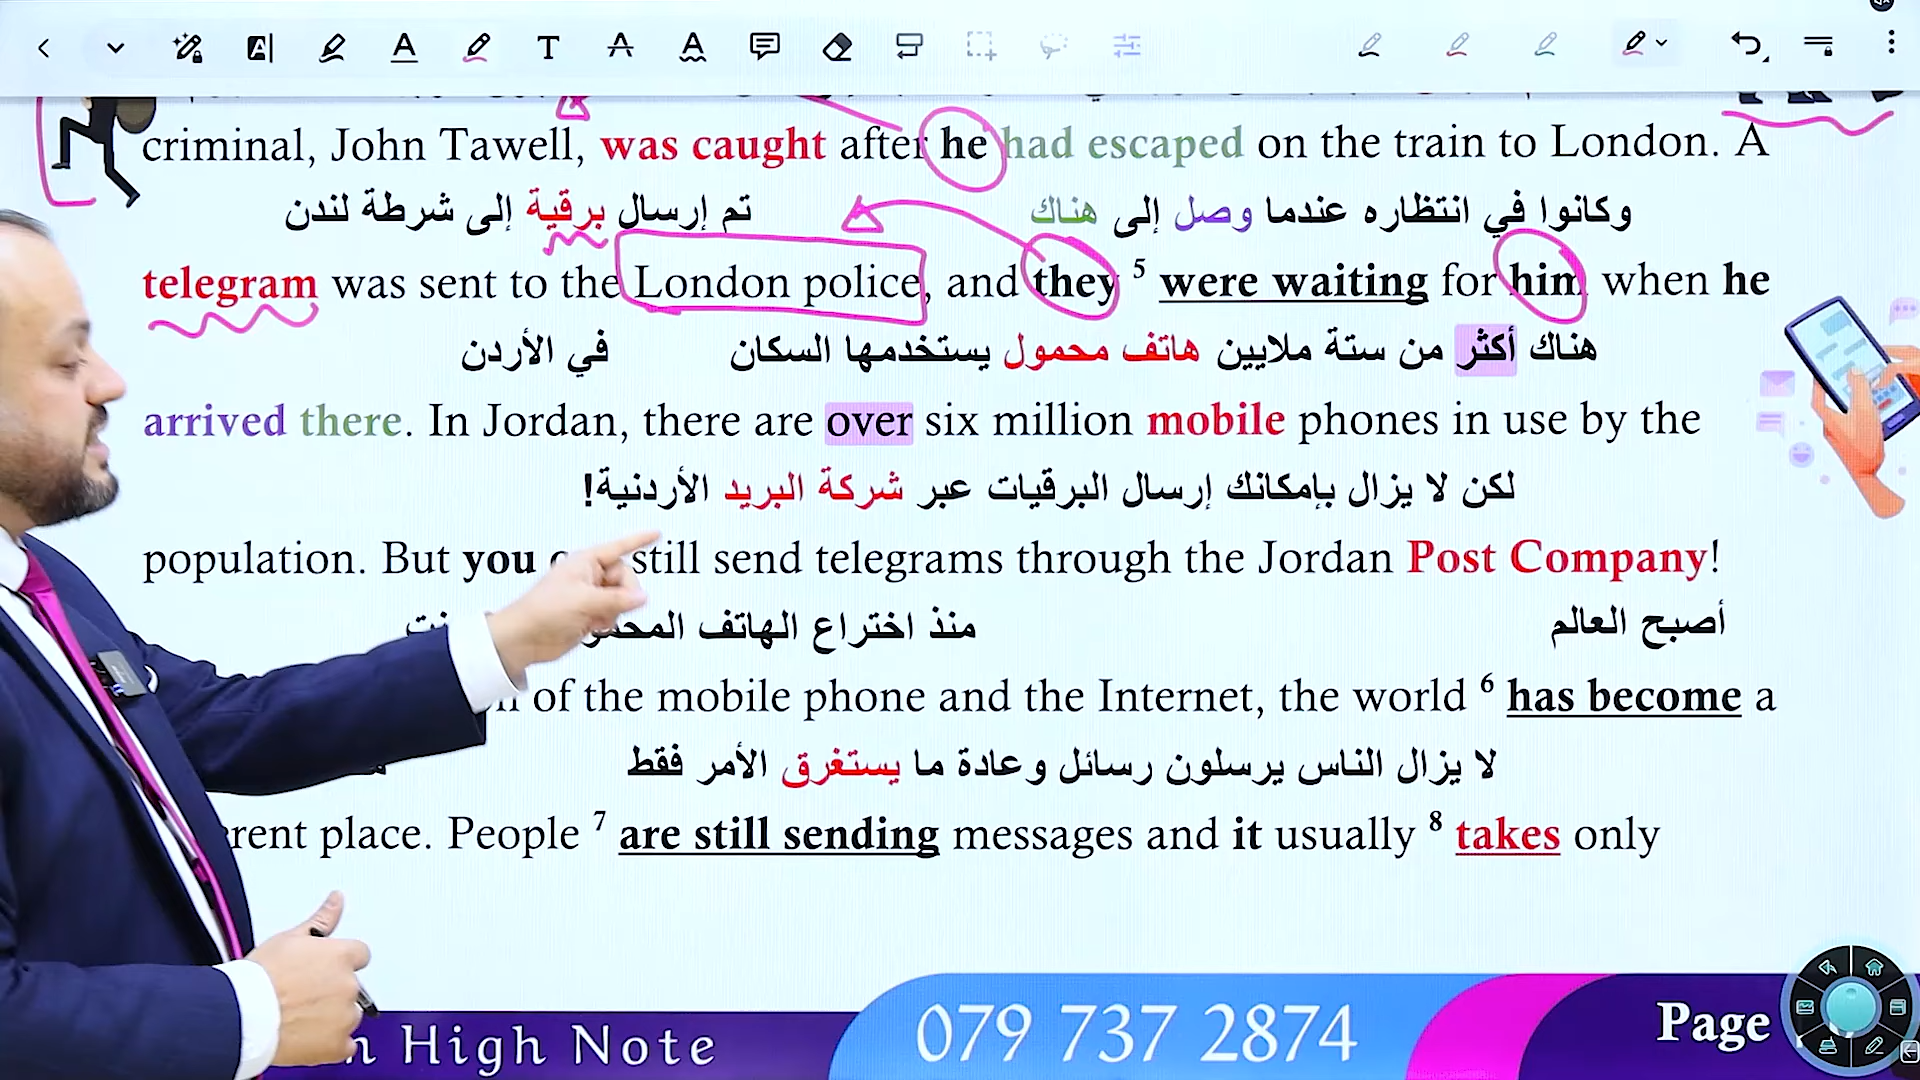 criminal, John Tawell, was caught after he had escaped on the train to London. A
وكانوا في انتظاره عندما وصل إلى هناك تم إرسال برقية إلى شرطة لندن
telegram was sent to the London police, and they ⁵ were waiting for him when he
هناك أكثر من ستة ملايين هاتف محمول يستخدمها السكان في الأردن
arrived there. In Jordan, there are over six million mobile phones in use by the
لكن لا يزال بإمكانك إرسال البرقيات عبر شركة البريد الأردنية!
population. But you still send telegrams through the Jordan Post Company!
أصبح العالم منذ اختراع الهاتف
of the mobile phone and the Internet, the world ⁶ has become a
لا يزال الناس يرسلون رسائل وعادة ما يستغرق الأمر فقط
place. People ⁷ are still sending messages and it usually ⁸ takes only
High Note
079 737 2874
Page